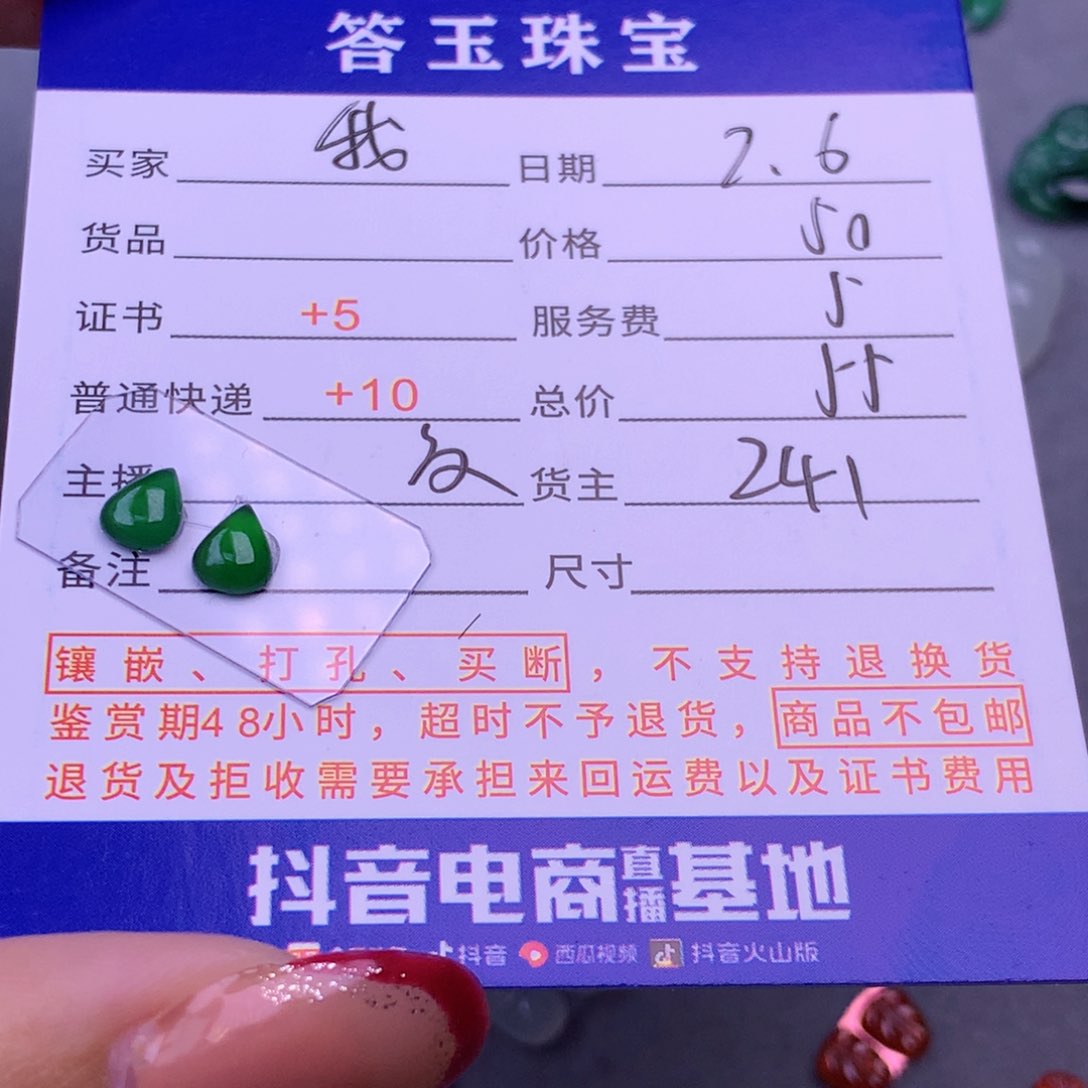 答玉珠宝
买家 我 日期 2.6
货品 价格 50
证书 +5 服务费 5
普通快递 +10 总价 55
主播 文 货主 241
备注 尺寸
镶嵌、打孔、买断，不支持退换货
鉴赏期48小时，超时不予退货，商品不包邮
退货及拒收需要承担来回运费以及证书费用
抖音电商直播基地
抖音 西瓜视频 抖音火山版